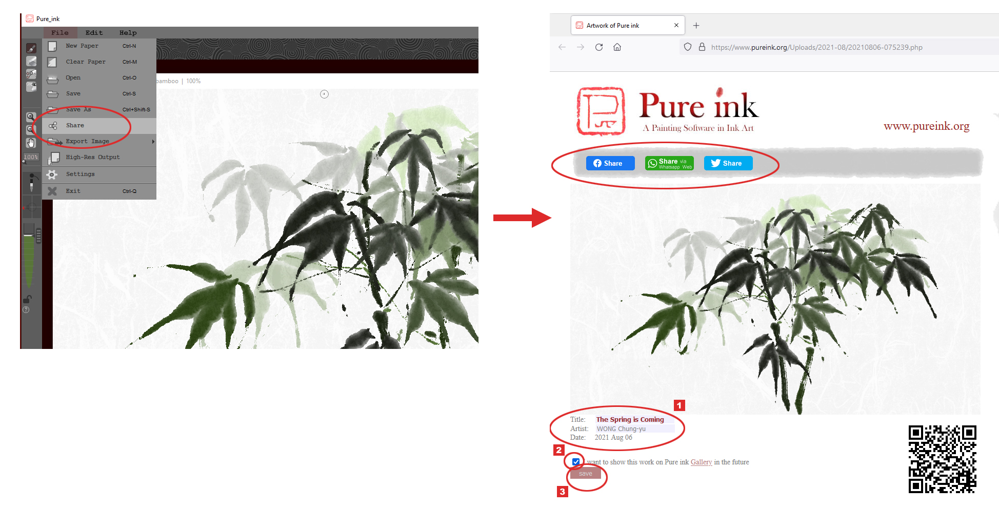 Pure_ink
File Edit Help
New Paper Ctrl-N
Clear Paper Ctrl-M
Open Ctrl-O
Save Ctrl-S
Save As Ctrl+Shift-S
Share
Export Image
High-Res Output
Settings
Exit Ctrl-Q
100%
bamboo | 100%
Artwork of Pure ink
https://www.pureink.org/Uploads/2021-08/20210806-075239.php
Pure ink
A Painting Software in Ink Art
www.pureink.org
Share
Share via
Whatsapp Web
Share
1
Title: The Spring is Coming
Artist: WONG Chung-yu
Date: 2021 Aug 06
2
I want to show this work on Pure ink Gallery in the future
save
3